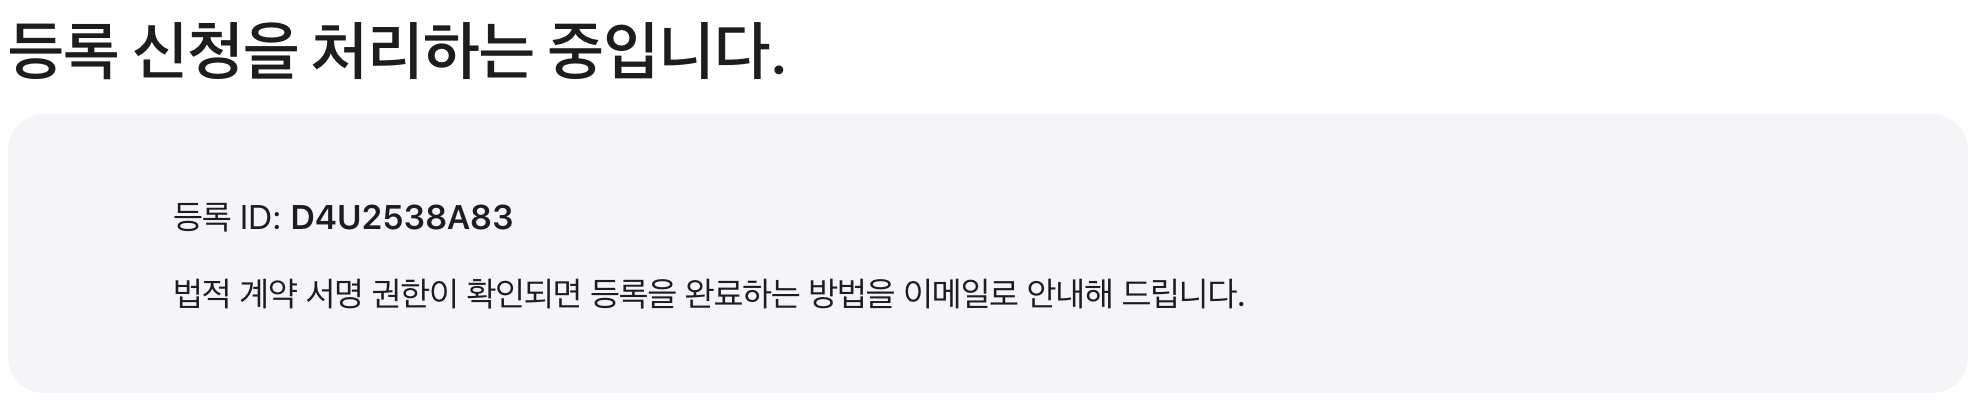 등록 신청을 처리하는 중입니다.
등록 ID: D4U2538A83
법적 계약 서명 권한이 확인되면 등록을 완료하는 방법을 이메일로 안내해 드립니다.